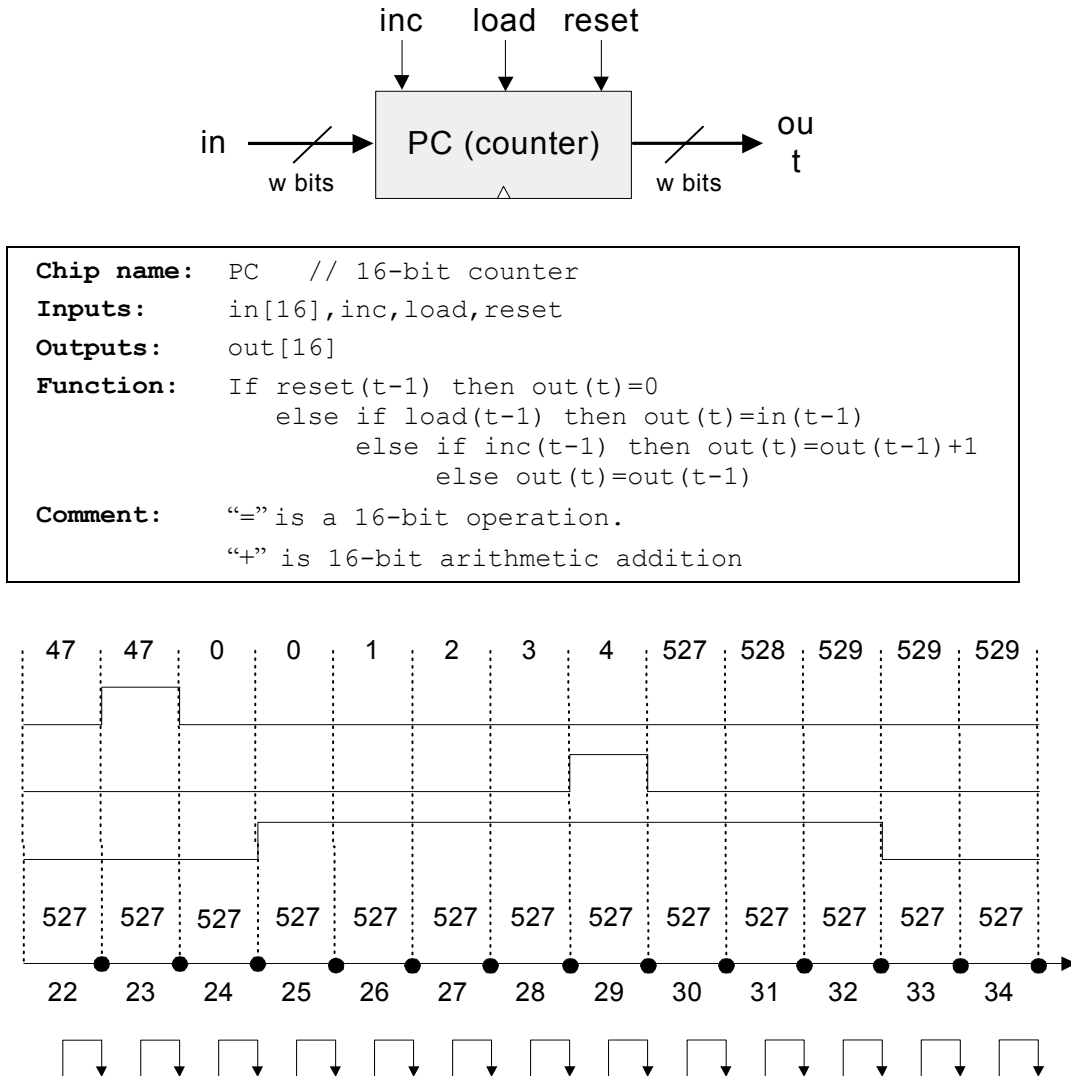 inc load reset
in
PC (counter)
ou
t
w bits
w bits
Chip name: PC // 16-bit counter
Inputs: in[16],inc,load,reset
Outputs: out[16]
Function: If reset(t-1) then out(t)=0
else if load(t-1) then out(t)=in(t-1)
else if inc(t-1) then out(t)=out(t-1)+1
else out(t)=out(t-1)
Comment: “=” is a 16-bit operation.
“+” is 16-bit arithmetic addition
47 47 0 0 1 2 3 4 527 528 529 529 529
527 527 527 527 527 527 527 527 527 527 527 527 527
22 23 24 25 26 27 28 29 30 31 32 33 34